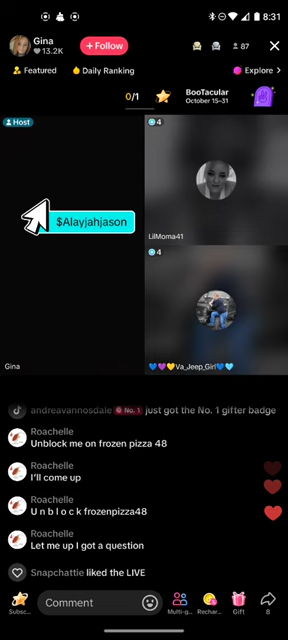 8:31
Gina
13.2K
+ Follow
87
Featured
Daily Ranking
Explore >
0/1
BooTacular
October 15–31
Host
4
$Alayjahjason
LilMoma41
4
Gina
💙💜💛Va_Jeep_Girl💙🩵
andreavannosdale No. 1 just got the No. 1 gifter badge
Roachelle
Unblock me on frozen pizza 48
Roachelle
I'll come up
Roachelle
U n b l o c k frozenpizza48
Roachelle
Let me up I got a question
Snapchattie liked the LIVE
Subsc...
Comment
Multi-g...
Rechar...
Gift
8